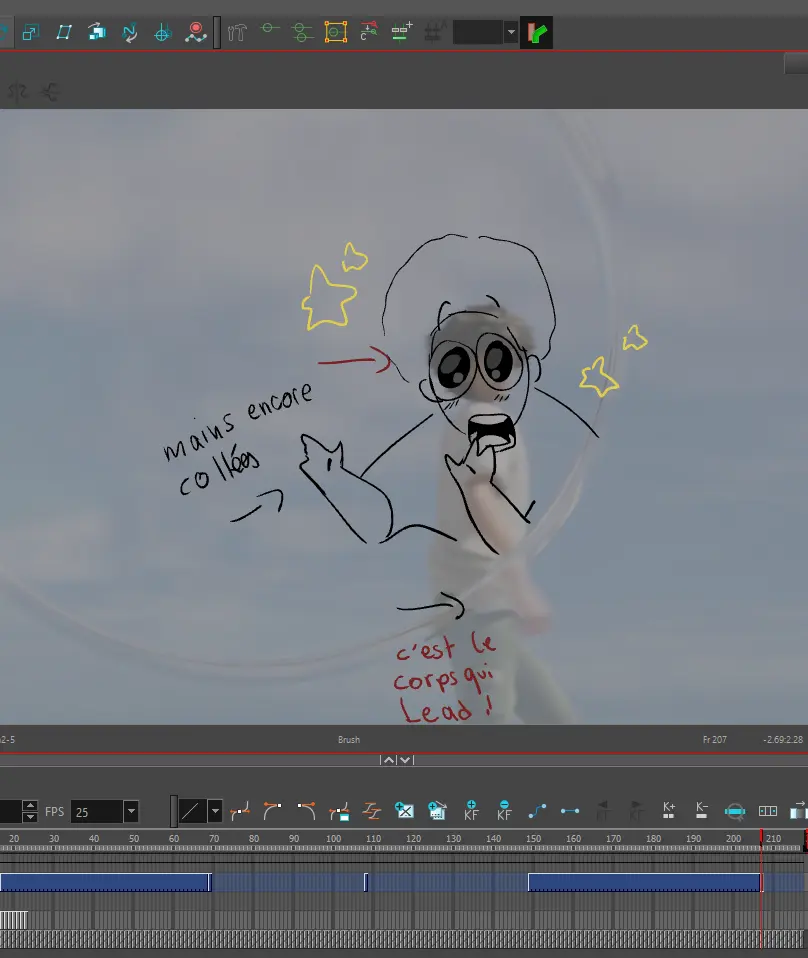 mains encore
collées
c'est le
corps qui
Lead !
2-5
Brush
Fr 207
-2.69:2.28
FPS
25
KF
KF
K+
K-
20 30 40 50 60 70 80 90 100 110 120 130 140 150 160 170 180 190 200 210